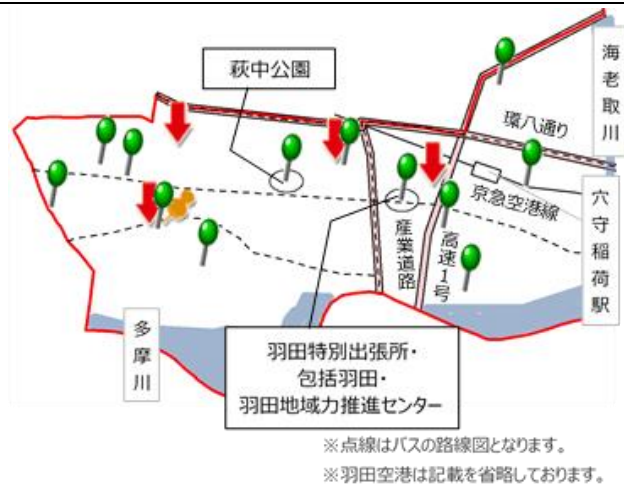 萩中公園
海老取川
環八通り
京急空港線
穴守稲荷駅
産業道路
高速1号
多摩川
羽田特別出張所・
包括羽田・
羽田地域力推進センター
※点線はバスの路線図となります。
※羽田空港は記載を省略しております。